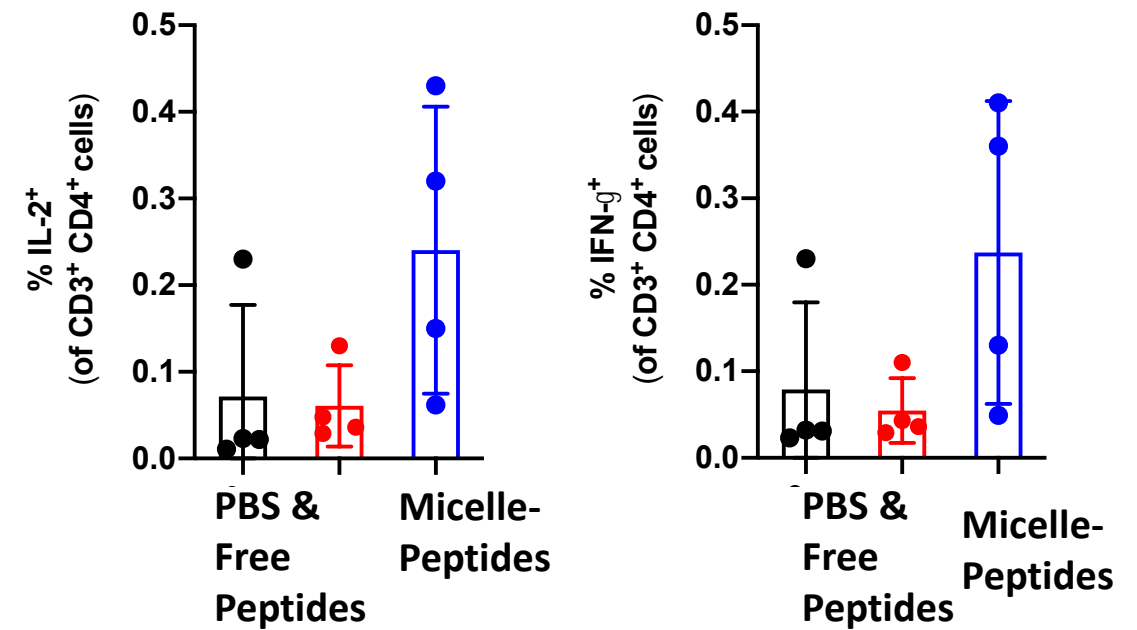 % IL-2⁺
(of CD3⁺ CD4⁺ cells)
0.5
0.4
0.3
0.2
0.1
0.0
PBS &
Free
Peptides
Micelle-
Peptides
% IFN-g⁺
(of CD3⁺ CD4⁺ cells)
0.5
0.4
0.3
0.2
0.1
0.0
PBS &
Free
Peptides
Micelle-
Peptides